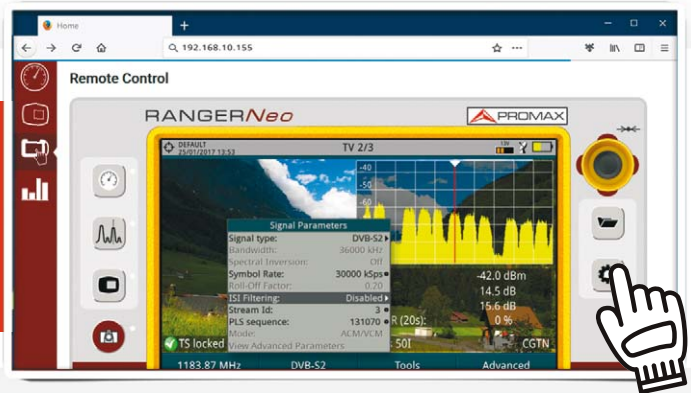 Home
192.168.10.155
Remote Control
RANGERNeo
PROMAX
DEFAULT
25/01/2017 13:53
TV 2/3
13V
-40
-50
-60
Signal Parameters
Signal type: DVB-S2
Bandwidth: 36000 kHz
Spectral Inversion: Off
Symbol Rate: 30000 kSps
Roll-Off Factor: 0.20
ISI Filtering: Disabled
Stream Id: 3
PLS sequence: 131070
Mode: ACM/VCM
View Advanced Parameters
-42.0 dBm
14.5 dB
15.6 dB
R (20s): 0 %
TS locked
50I
CGTN
1183.87 MHz
DVB-S2
Tools
Advanced